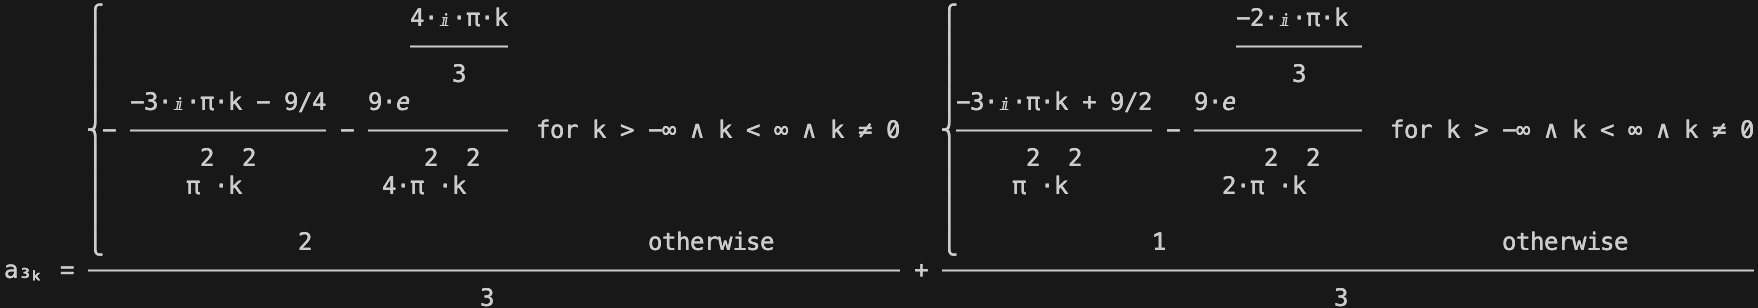 ⎧ 4⋅ⅈ⋅π⋅k ⎧ -2⋅ⅈ⋅π⋅k
3 3
-3⋅ⅈ⋅π⋅k - 9/4 9⋅ℯ -3⋅ⅈ⋅π⋅k + 9/2 9⋅ℯ
- ─ - ─ for k > -∞ ∧ k < ∞ ∧ k ≠ 0 ─ - ─ for k > -∞ ∧ k < ∞ ∧ k ≠ 0
2 2 2 2 2 2 2 2
π ⋅k 4⋅π ⋅k π ⋅k 2⋅π ⋅k
2 otherwise 1 otherwise
a₃ₖ = ─ + ─
3 3